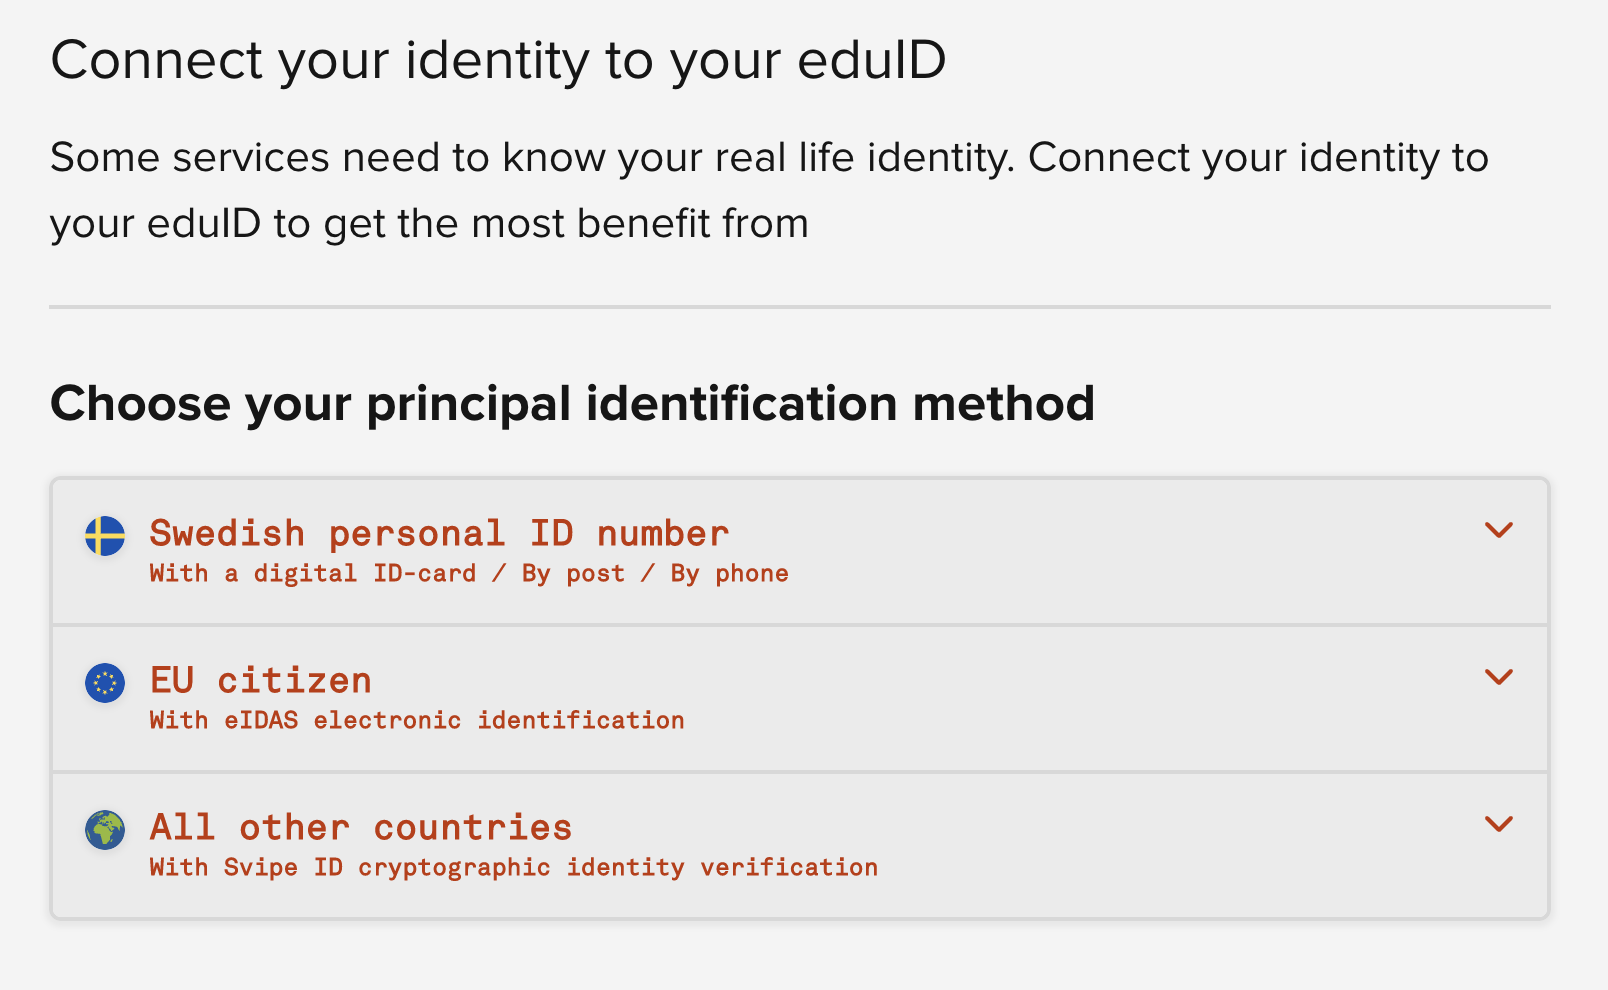 Connect your identity to your eduID
Some services need to know your real life identity. Connect your identity to
your eduID to get the most benefit from
Choose your principal identification method
Swedish personal ID number
With a digital ID-card / By post / By phone
EU citizen
With eIDAS electronic identification
All other countries
With Svipe ID cryptographic identity verification